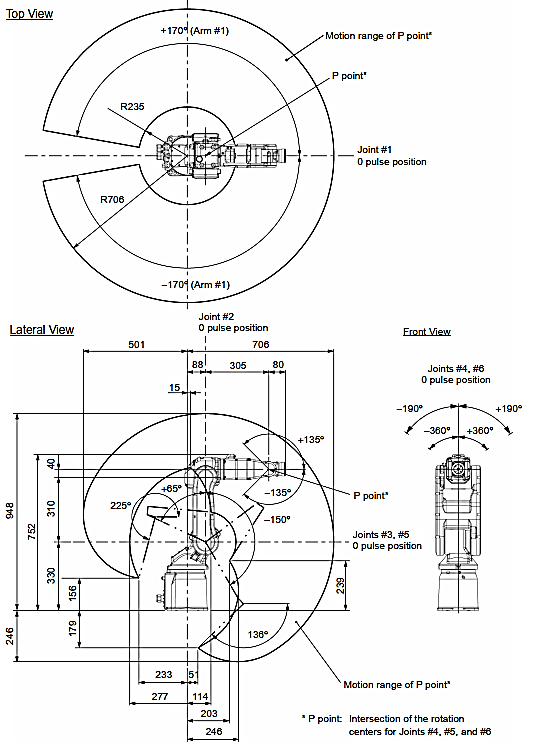 Top View
+170° (Arm #1)
Motion range of P point*
P point*
R235
Joint #1
0 pulse position
R706
−170° (Arm #1)
Lateral View
Joint #2
0 pulse position
Front View
501
706
88
305
80
15
Joints #4, #6
0 pulse position
−190°
+190°
−360°
+360°
+135°
40
−135°
P point*
+65°
225°
−150°
310
948
752
Joints #3, #5
0 pulse position
330
156
239
246
179
136°
233
51
Motion range of P point*
277
114
203
246
* P point: Intersection of the rotation
centers for Joints #4, #5, and #6